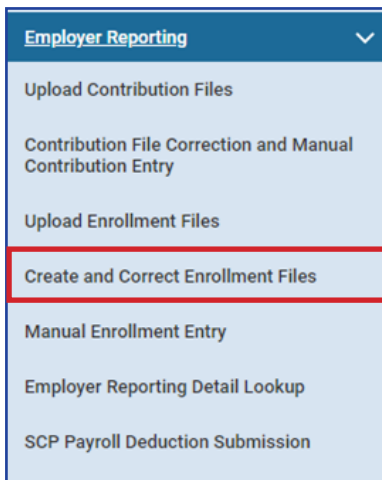 Employer Reporting
Upload Contribution Files
Contribution File Correction and Manual
Contribution Entry
Upload Enrollment Files
Create and Correct Enrollment Files
Manual Enrollment Entry
Employer Reporting Detail Lookup
SCP Payroll Deduction Submission